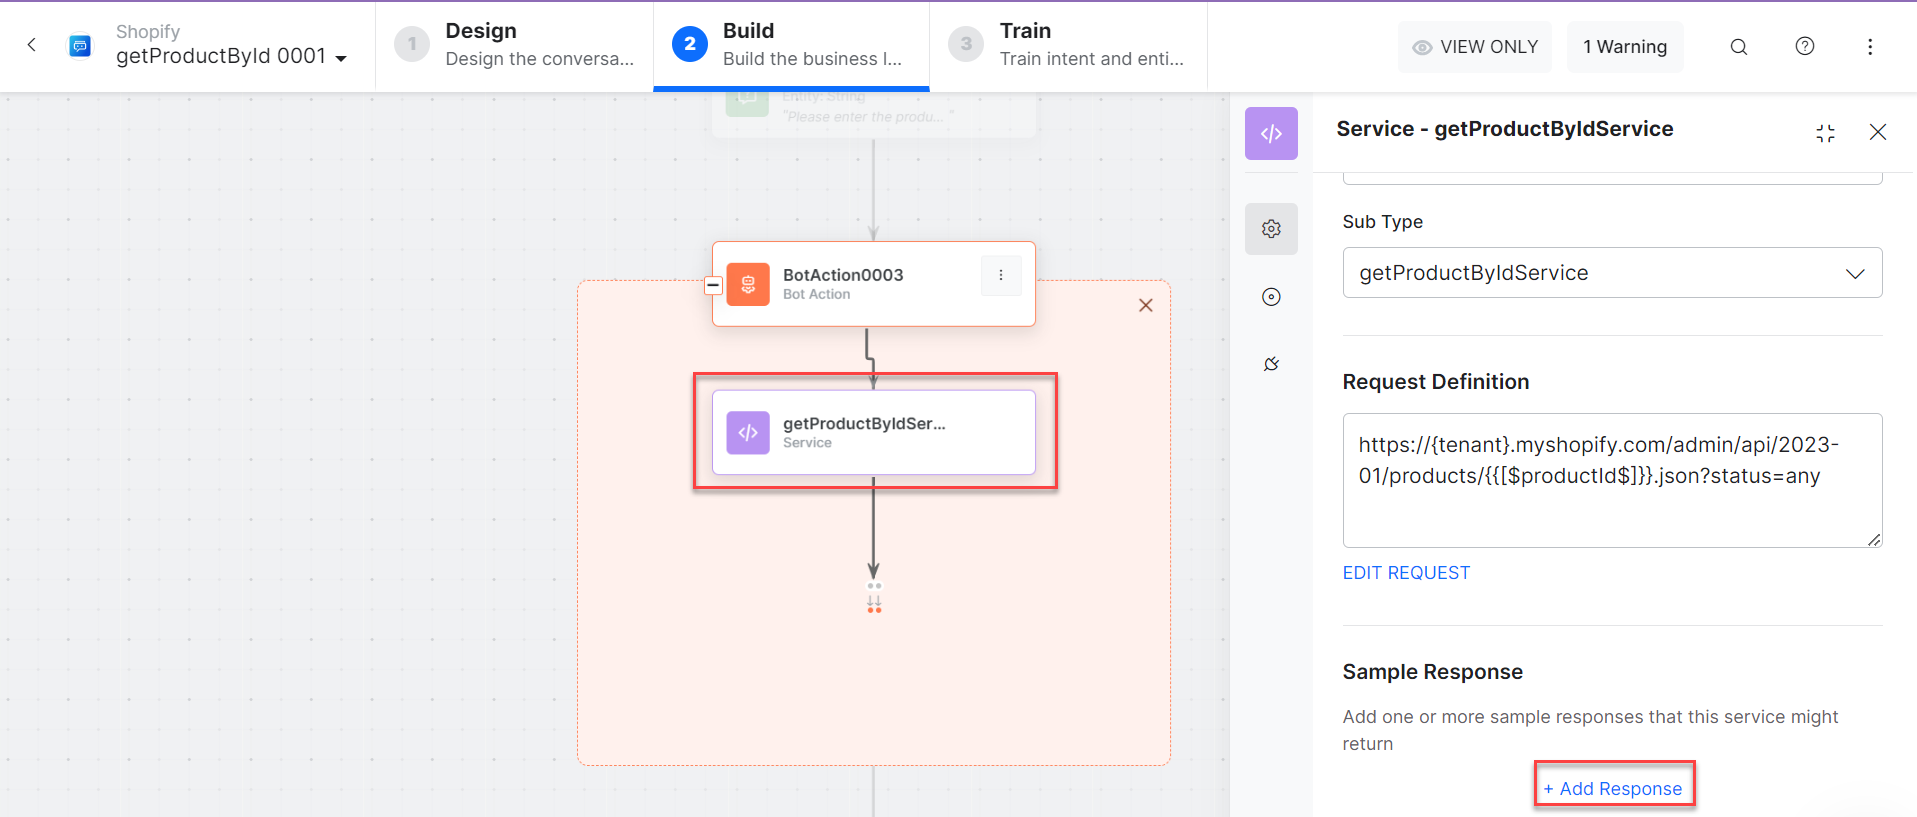 Shopify
getProductById 0001
1
Design
Design the conversa...
2
Build
Build the business l...
3
Train
Train intent and enti...
VIEW ONLY
1 Warning
Entity: String
"Please enter the produ... "
BotAction0003
Bot Action
getProductByIdSer...
Service
Service - getProductByIdService
Sub Type
getProductByIdService
Request Definition
https://{tenant}.myshopify.com/admin/api/2023-
01/products/{{[$productId$]}}.json?status=any
EDIT REQUEST
Sample Response
Add one or more sample responses that this service might
return
+ Add Response